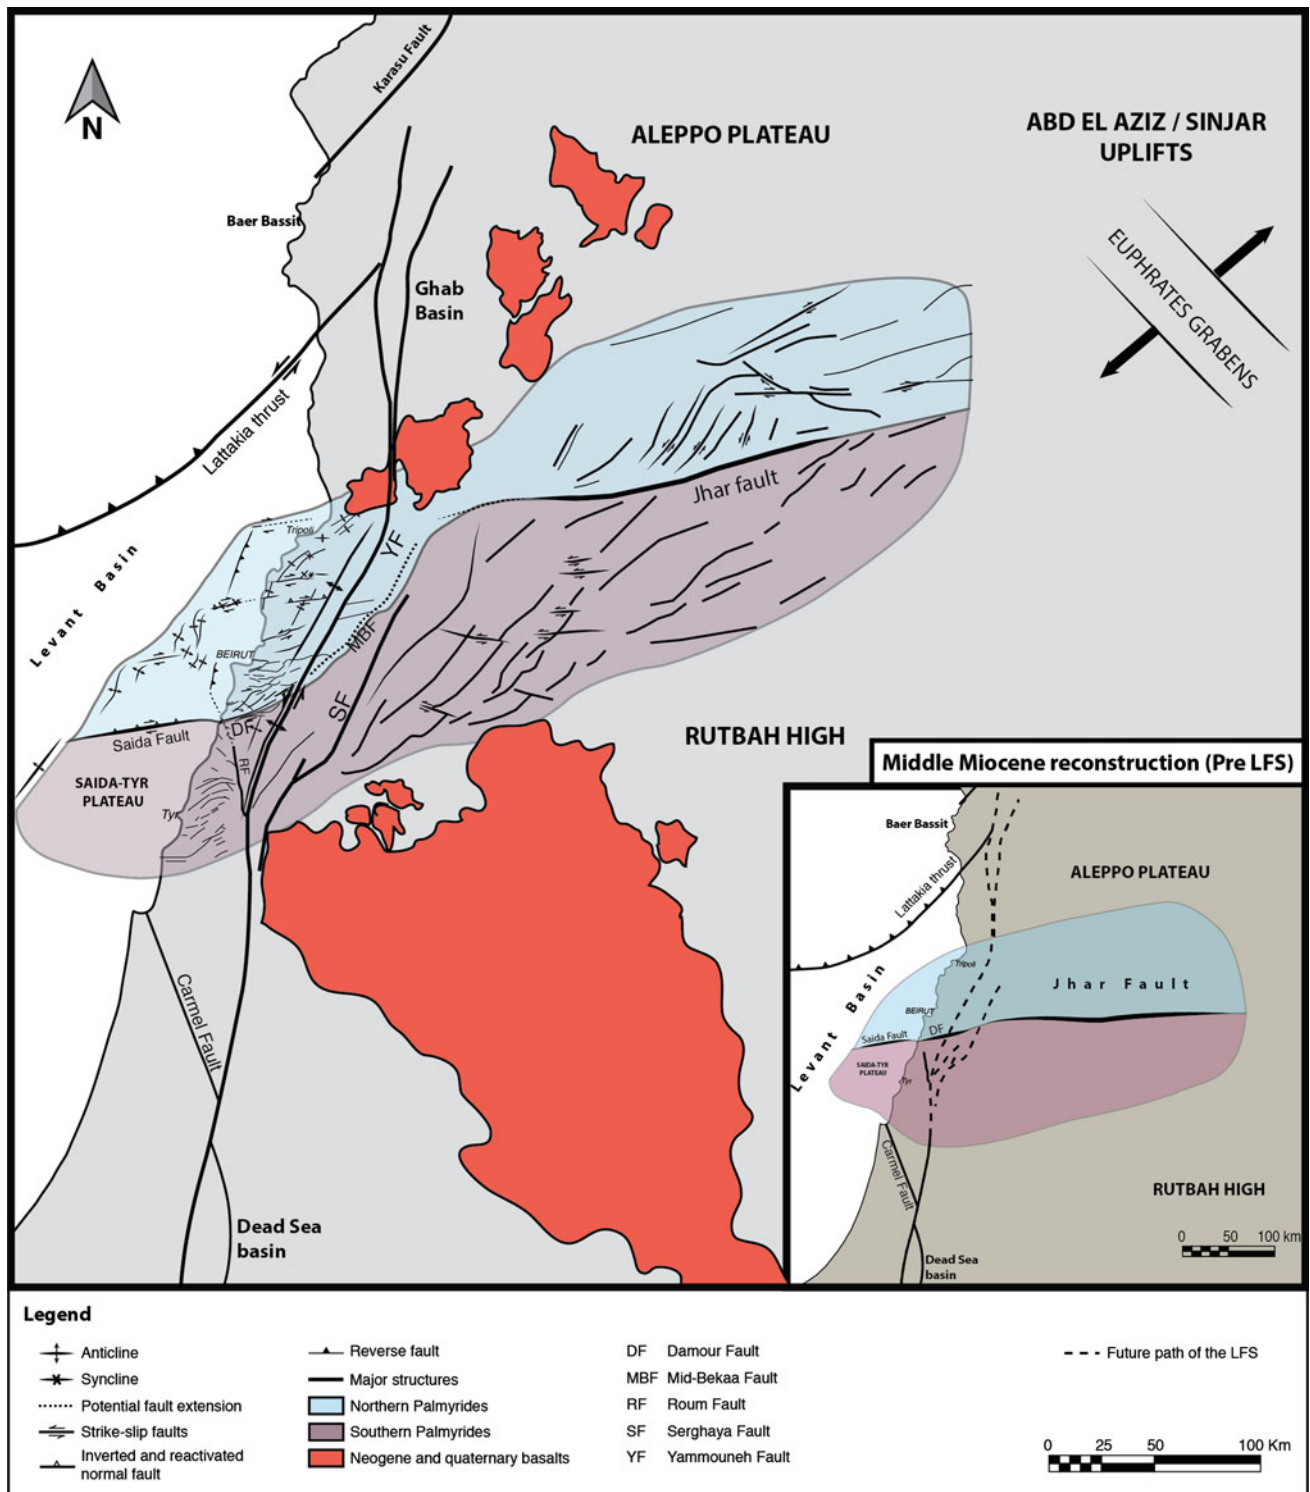 Karasu Fault
N
ALEPPO PLATEAU
ABD EL AZIZ / SINJAR
UPLIFTS
Baer Bassit
EUPHRATES GRABENS
Ghab
Basin
Lattakia thrust
Jhar fault
Tripoli
YF
Levant Basin
MBF
BEIRUT
SF
DF
Saida Fault
RUTBAH HIGH
RF
SAIDA-TYR
PLATEAU
Tyr
Carmel Fault
Dead Sea
basin
Middle Miocene reconstruction (Pre LFS)
Baer Bassit
Lattakia thrust
ALEPPO PLATEAU
Tripoli
Levant Basin
Jhar Fault
BEIRUT
Saida Fault
DF
SAIDA-TYR
PLATEAU
Tyr
Carmel Fault
RUTBAH HIGH
0 50 100 km
Dead Sea
basin
Legend
Anticline
Syncline
Potential fault extension
Strike-slip faults
Inverted and reactivated
normal fault
Reverse fault
Major structures
Northern Palmyrides
Southern Palmyrides
Neogene and quaternary basalts
DF Damour Fault
MBF Mid-Bekaa Fault
RF Roum Fault
SF Serghaya Fault
YF Yammouneh Fault
Future path of the LFS
0 25 50 100 Km